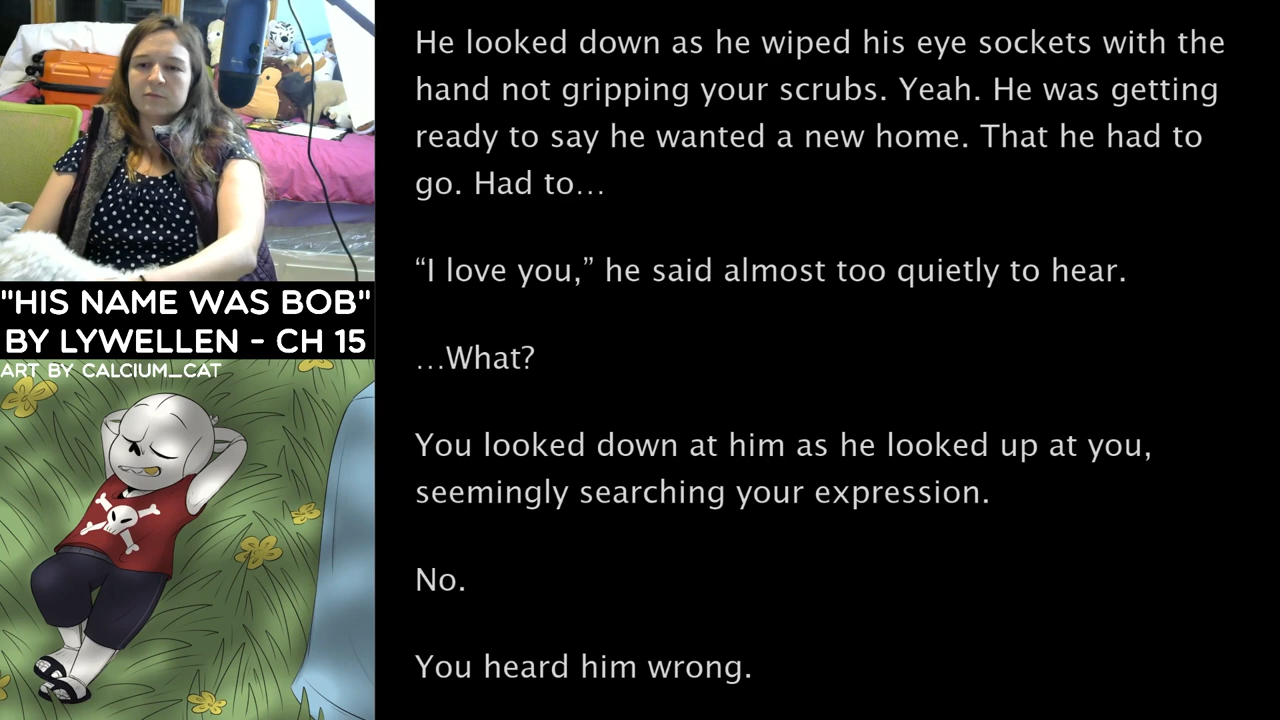 "HIS NAME WAS BOB"
BY LYWELLEN - CH 15
ART BY CALCIUM_CAT
He looked down as he wiped his eye sockets with the
hand not gripping your scrubs. Yeah. He was getting
ready to say he wanted a new home. That he had to
go. Had to…
“I love you,” he said almost too quietly to hear.
…What?
You looked down at him as he looked up at you,
seemingly searching your expression.
No.
You heard him wrong.